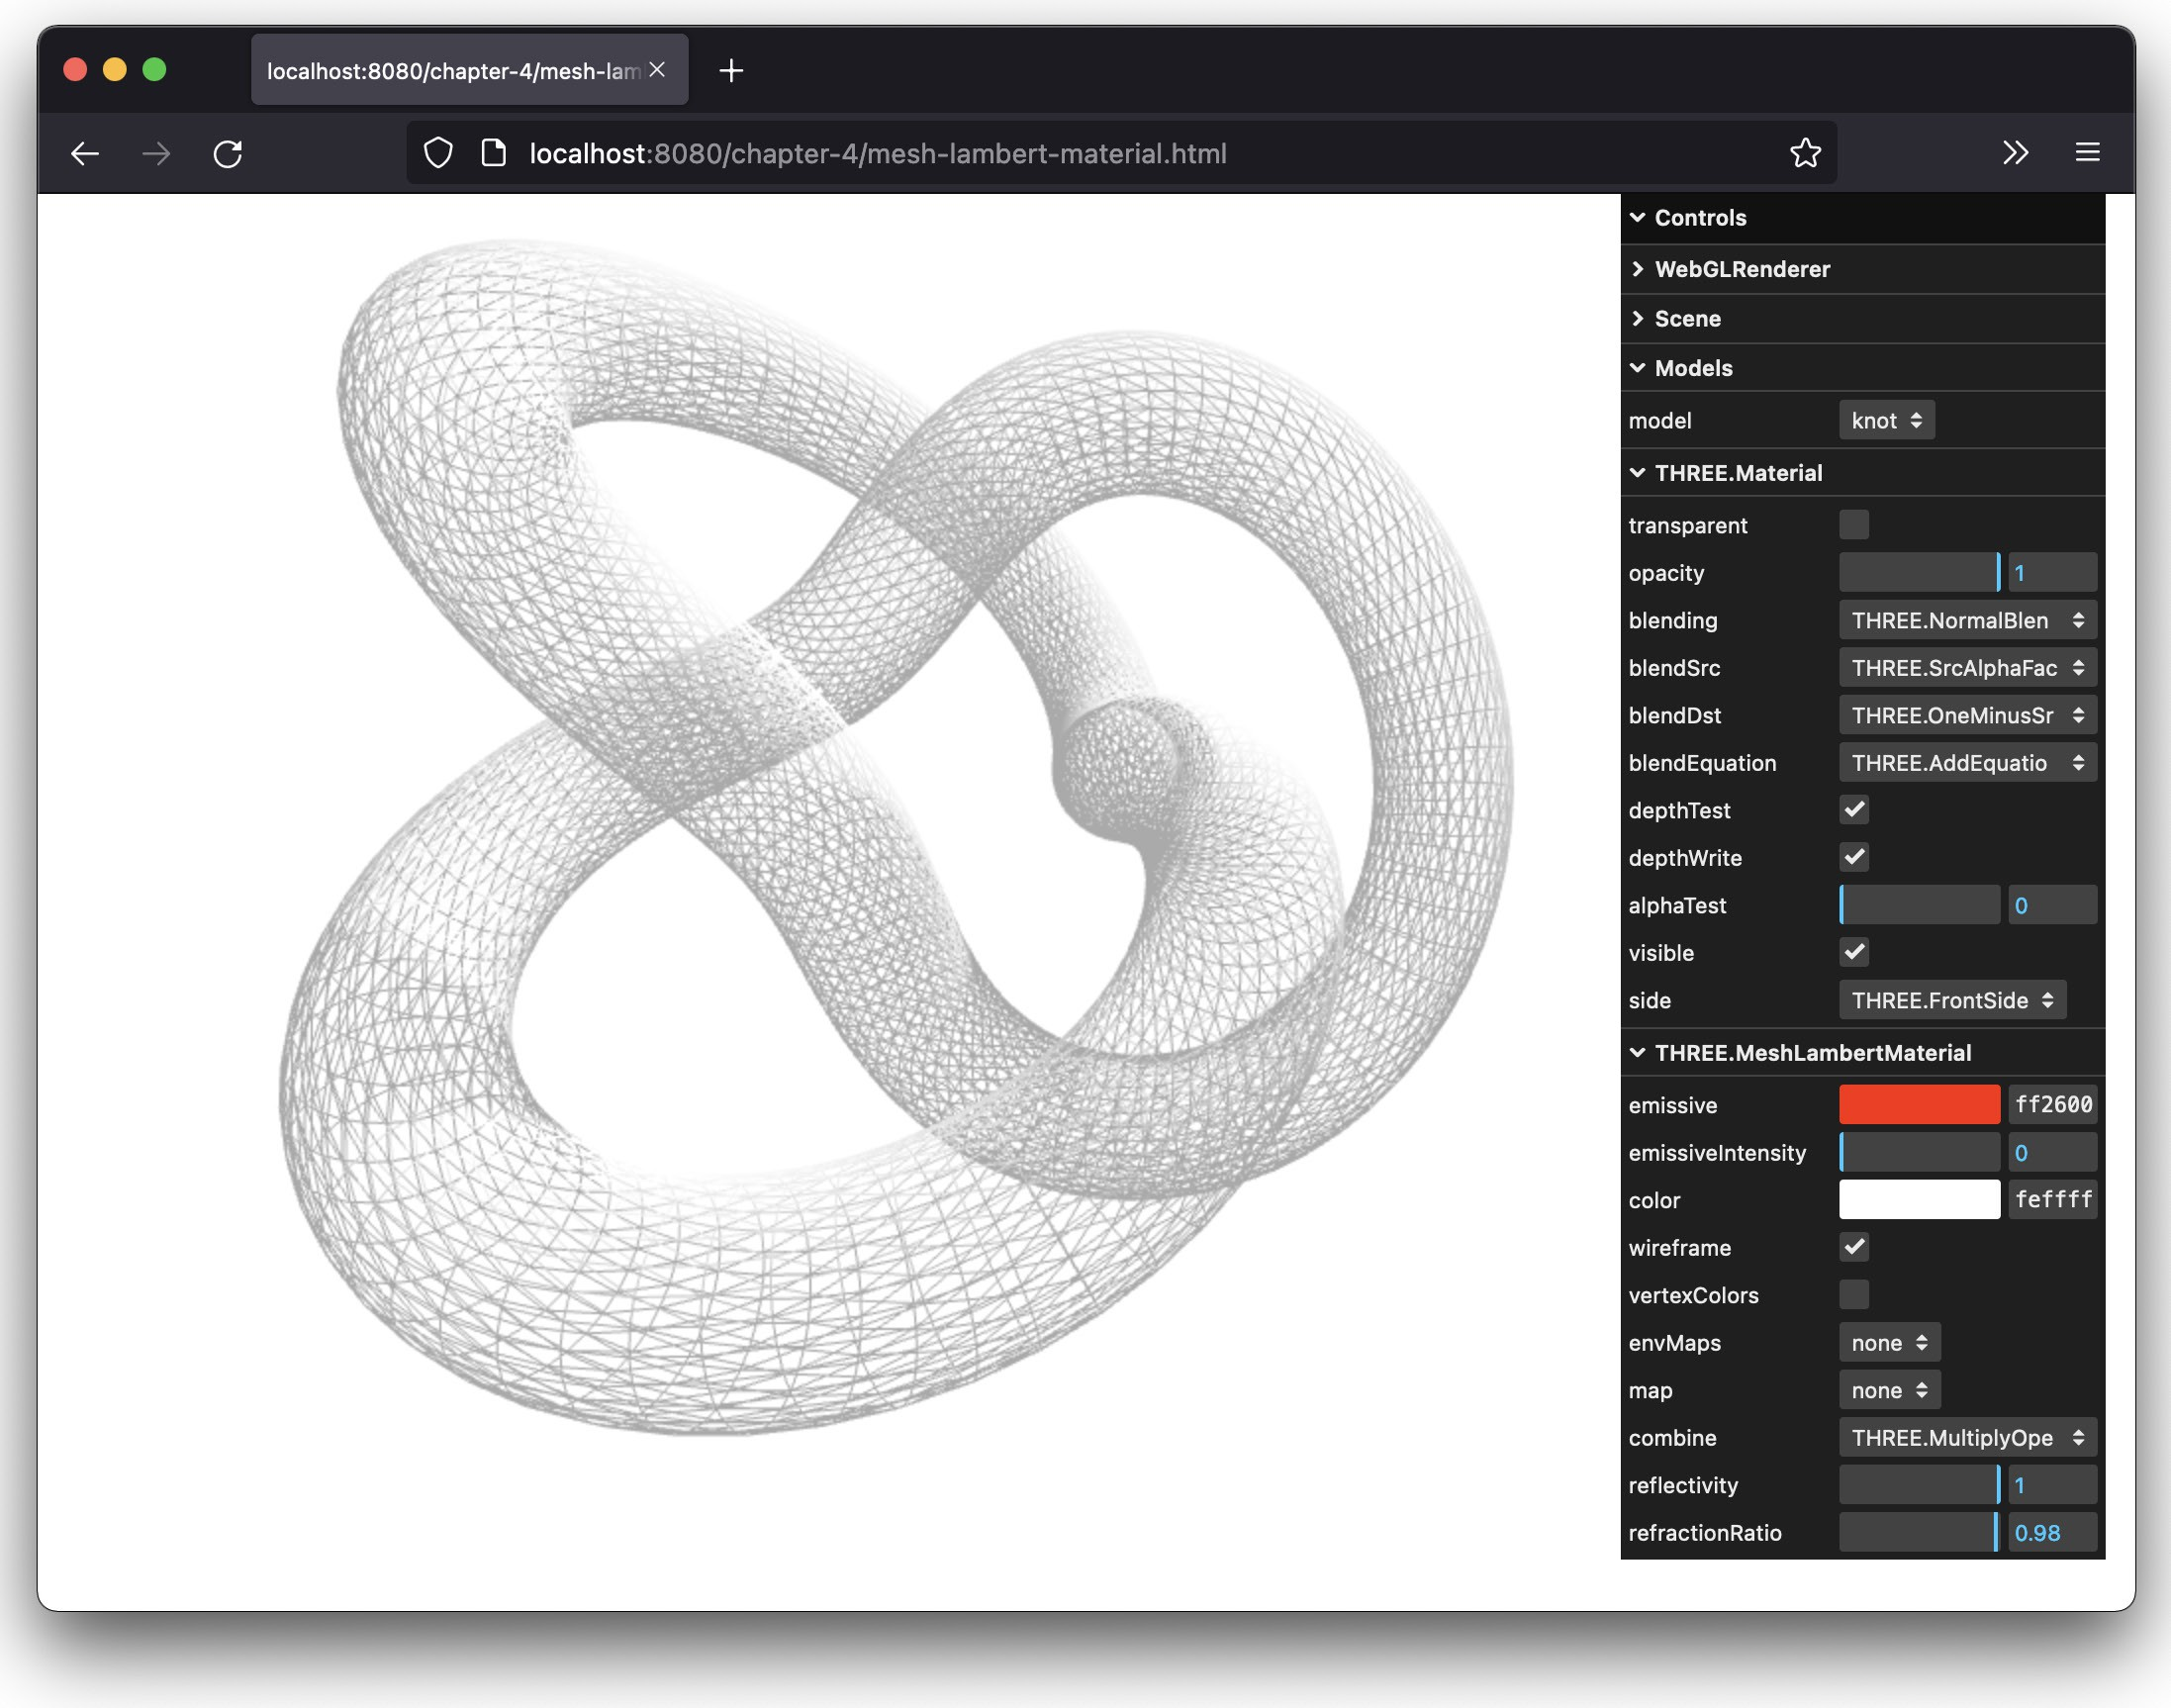 localhost:8080/chapter-4/mesh-lam
localhost:8080/chapter-4/mesh-lambert-material.html
Controls
WebGLRenderer
Scene
Models
model knot
THREE.Material
transparent
opacity 1
blending THREE.NormalBlen
blendSrc THREE.SrcAlphaFac
blendDst THREE.OneMinusSr
blendEquation THREE.AddEquatio
depthTest
depthWrite
alphaTest 0
visible
side THREE.FrontSide
THREE.MeshLambertMaterial
emissive ff2600
emissiveIntensity 0
color feffff
wireframe
vertexColors
envMaps none
map none
combine THREE.MultiplyOpe
reflectivity 1
refractionRatio 0.98